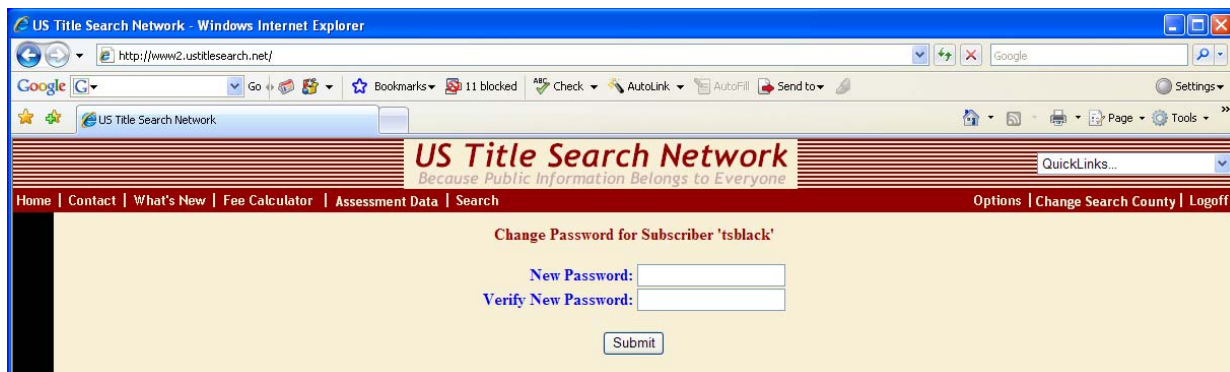 US Title Search Network - Windows Internet Explorer
http://www2.ustitlesearch.net/
Google
Google G Go Bookmarks 11 blocked ABC Check AutoLink AutoFill Send to Settings
US Title Search Network
Page Tools »
US Title Search Network
Because Public Information Belongs to Everyone
QuickLinks...
Home | Contact | What's New | Fee Calculator | Assessment Data | Search Options | Change Search County | Logoff
Change Password for Subscriber 'tsblack'
New Password:
Verify New Password:
Submit